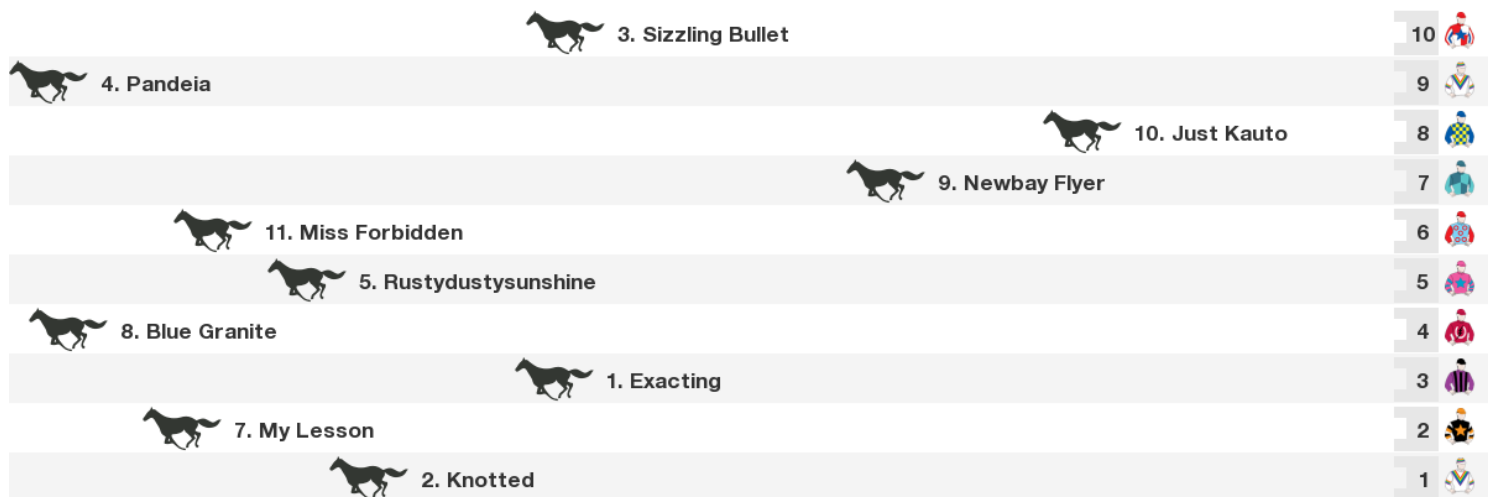 3. Sizzling Bullet 10
4. Pandeia 9
10. Just Kauto 8
9. Newbay Flyer 7
11. Miss Forbidden 6
5. Rustydustysunshine 5
8. Blue Granite 4
1. Exacting 3
7. My Lesson 2
2. Knotted 1